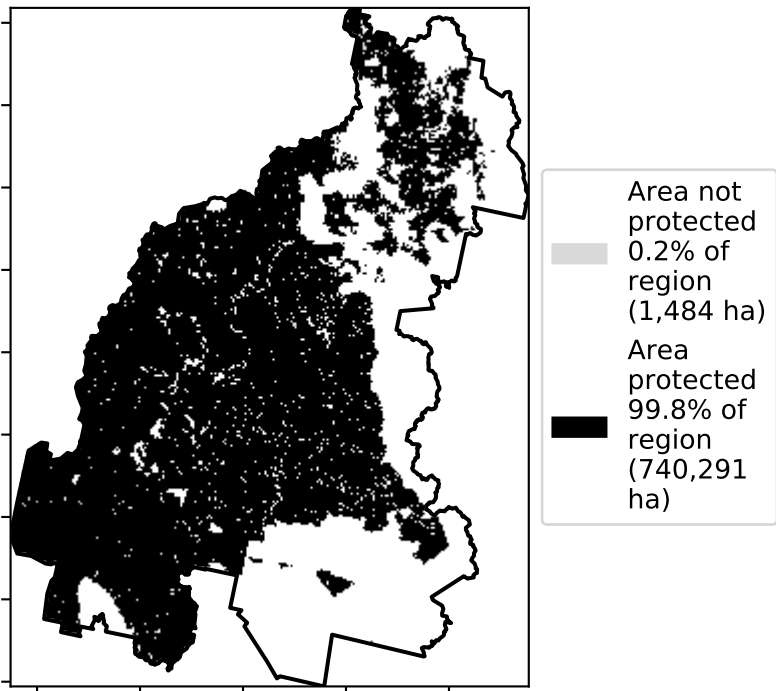 Area not
protected
0.2% of
region
(1,484 ha)
Area
protected
99.8% of
region
(740,291
ha)